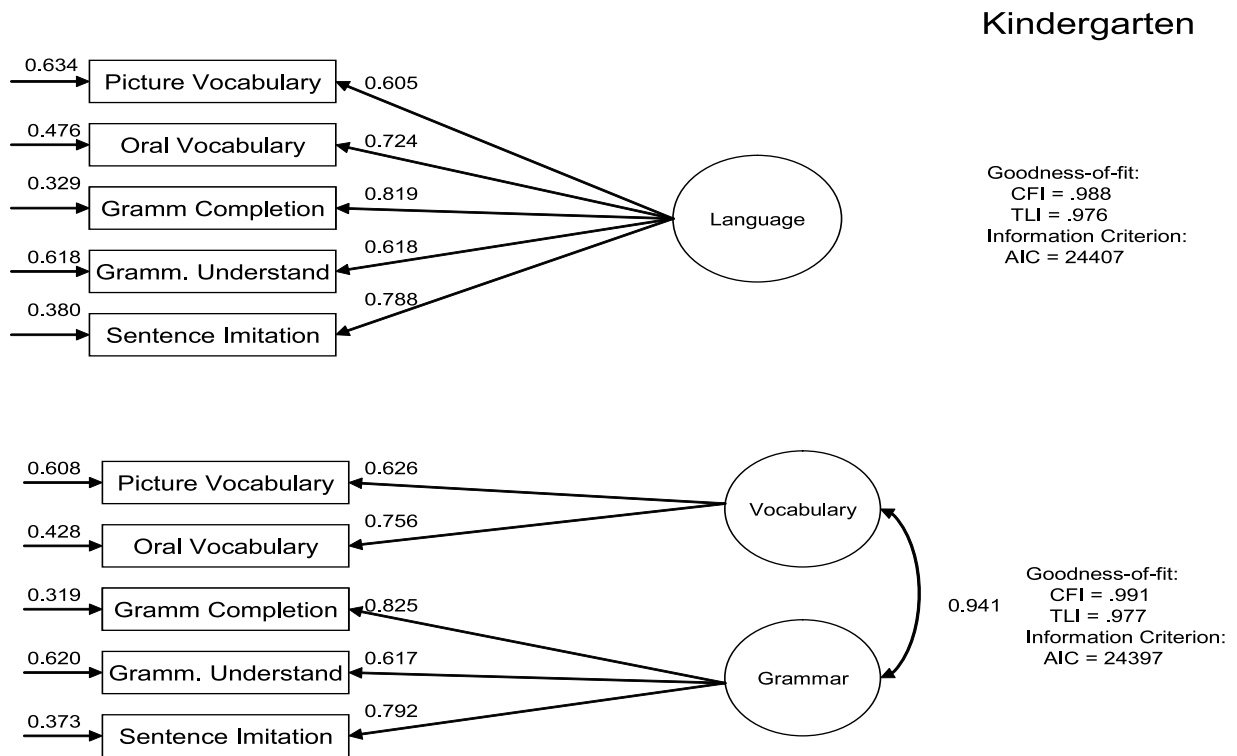 Kindergarten
0.634
Picture Vocabulary
0.605
0.476
Oral Vocabulary
0.724
0.329
Gramm Completion
0.819
0.618
Gramm. Understand
0.618
0.380
Sentence Imitation
0.788
Language
Goodness-of-fit:
CFI = .988
TLI = .976
Information Criterion:
AIC = 24407
0.608
Picture Vocabulary
0.626
0.428
Oral Vocabulary
0.756
0.319
Gramm Completion
0.825
0.620
Gramm. Understand
0.617
0.373
Sentence Imitation
0.792
Vocabulary
Grammar
0.941
Goodness-of-fit:
CFI = .991
TLI = .977
Information Criterion:
AIC = 24397